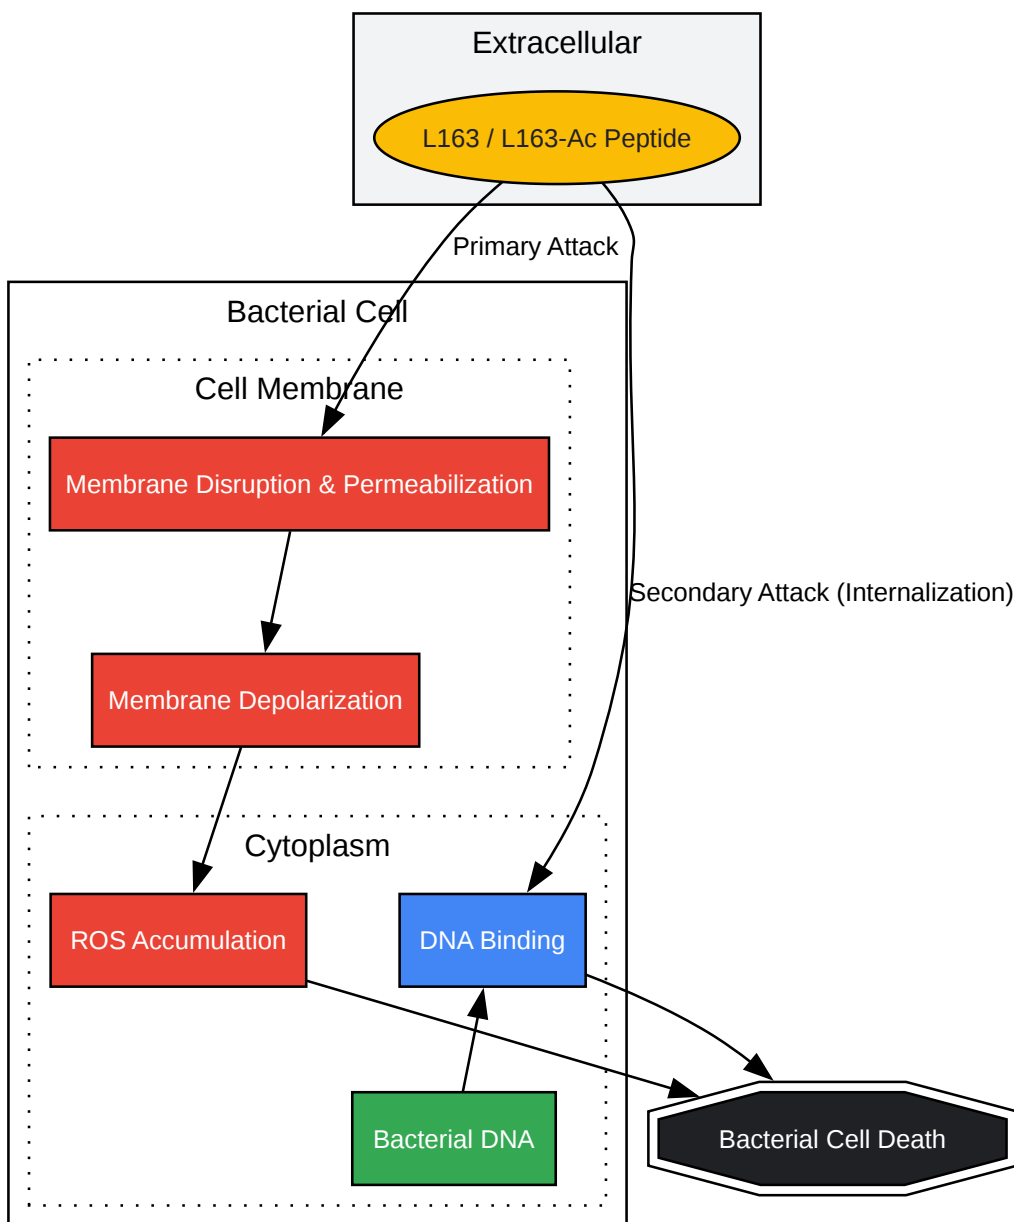 Extracellular
L163 / L163-Ac Peptide
Primary Attack
Bacterial Cell
Cell Membrane
Membrane Disruption & Permeabilization
Secondary Attack (Internalization)
Membrane Depolarization
Cytoplasm
ROS Accumulation
DNA Binding
Bacterial DNA
Bacterial Cell Death